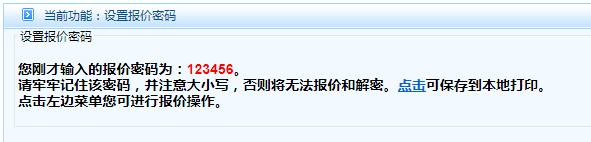 当前功能：设置报价密码
设置报价密码
您刚才输入的报价密码为：123456。
请牢牢记住该密码，并注意大小写，否则将无法报价和解密。点击可保存到本地打印。
点击左边菜单您可进行报价操作。